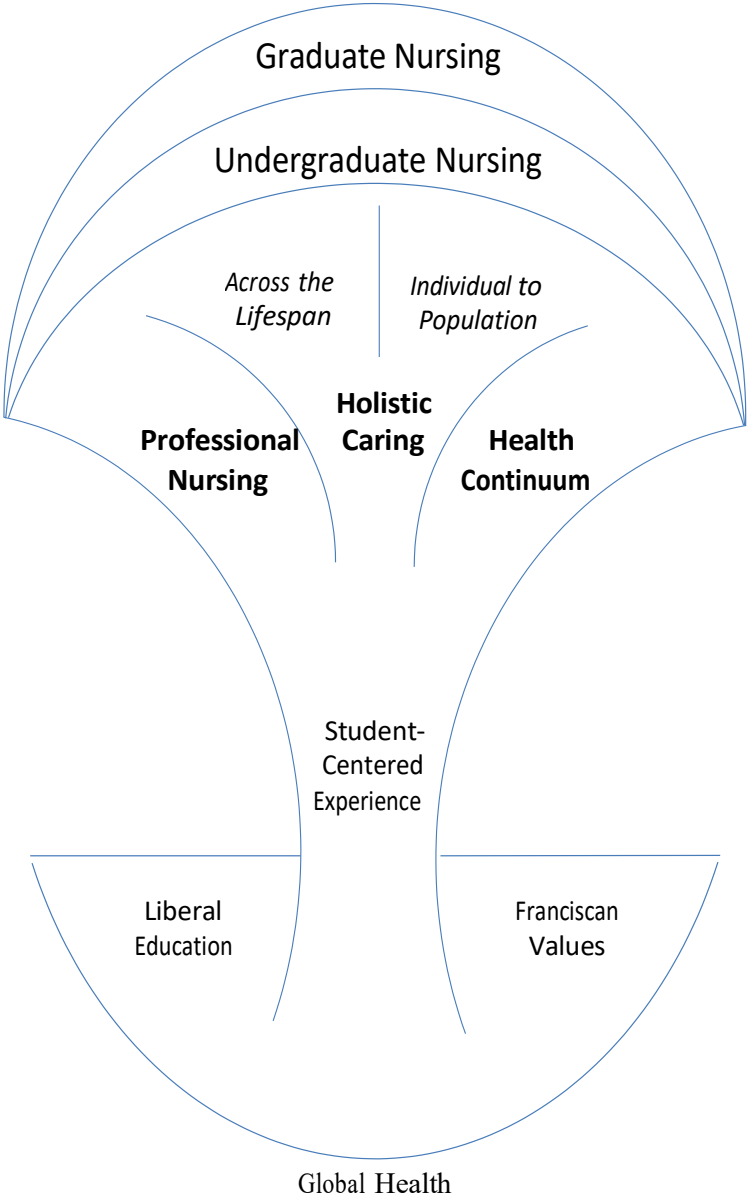 Graduate Nursing
Undergraduate Nursing
Across the
Lifespan
Individual to
Population
Professional
Nursing
Holistic
Caring
Health
Continuum
Student-
Centered
Experience
Liberal
Education
Franciscan
Values
Global Health